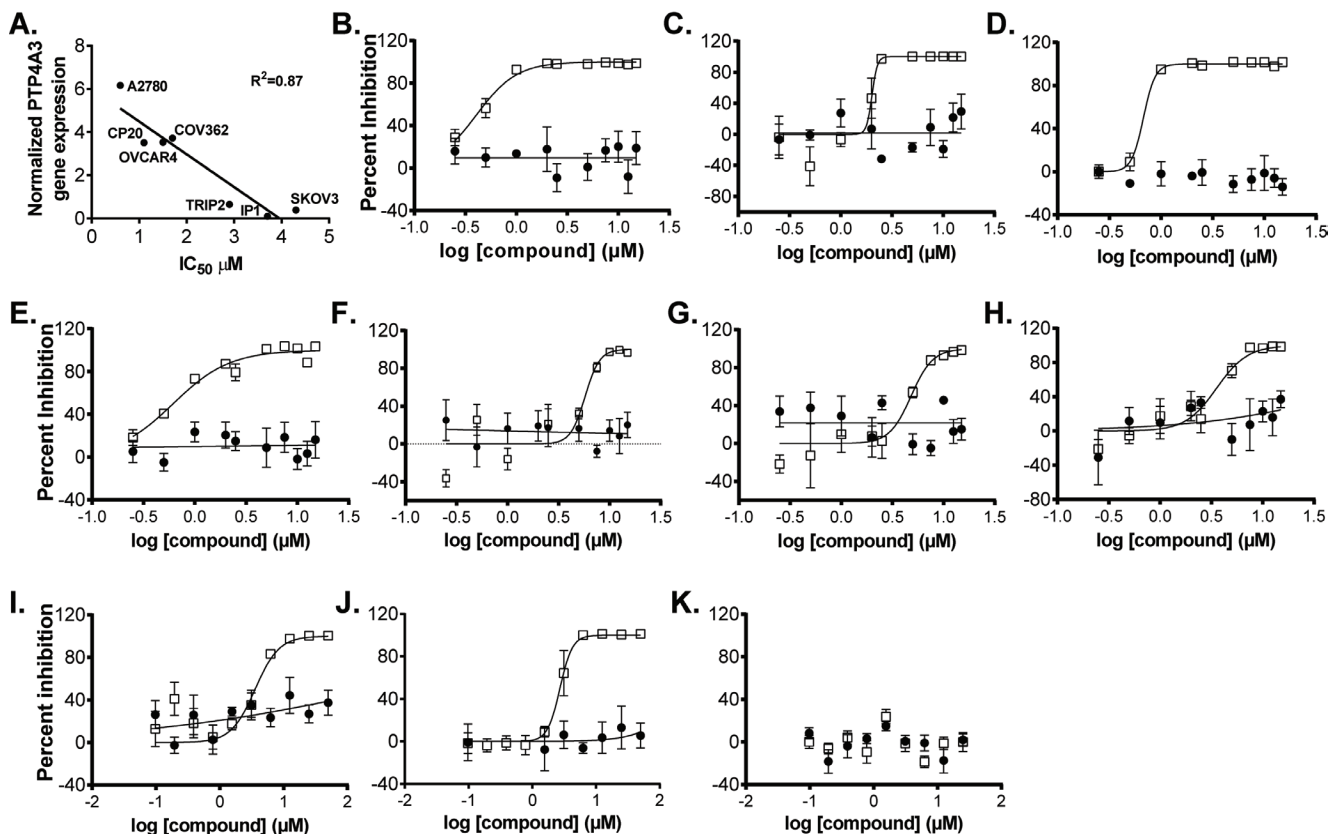 A.
Normalized PTP4A3
gene expression
8
6
4
2
0
A2780
R²=0.87
CP20
COV362
OVCAR4
TRIP2
IP1
SKOV3
0 1 2 3 4 5
IC₅₀ µM
B.
Percent Inhibition
120
80
40
0
-40
-1.0 -0.5 0.0 0.5 1.0 1.5
log [compound] (µM)
C.
120
80
40
0
-40
-80
-1.0 -0.5 0.0 0.5 1.0 1.5
log [compound] (µM)
D.
120
80
40
0
-40
-1.0 -0.5 0.0 0.5 1.0 1.5
log [compound] (µM)
E.
Percent Inhibition
120
80
40
0
-40
-1.0 -0.5 0.0 0.5 1.0 1.5
log [compound] (µM)
F.
120
80
40
0
-40
-1.0 -0.5 0.0 0.5 1.0 1.5
log [compound] (µM)
G.
120
80
40
0
-40
-1.0 -0.5 0.0 0.5 1.0 1.5
log [compound] (µM)
H.
120
80
40
0
-40
-80
-1.0 -0.5 0.0 0.5 1.0 1.5
log [compound] (µM)
I.
Percent inhibition
120
80
40
0
-40
-2 -1 0 1 2
log [compound] (µM)
J.
120
80
40
0
-40
-2 -1 0 1 2
log [compound] (µM)
K.
120
80
40
0
-40
-2 -1 0 1 2
log [compound] (µM)